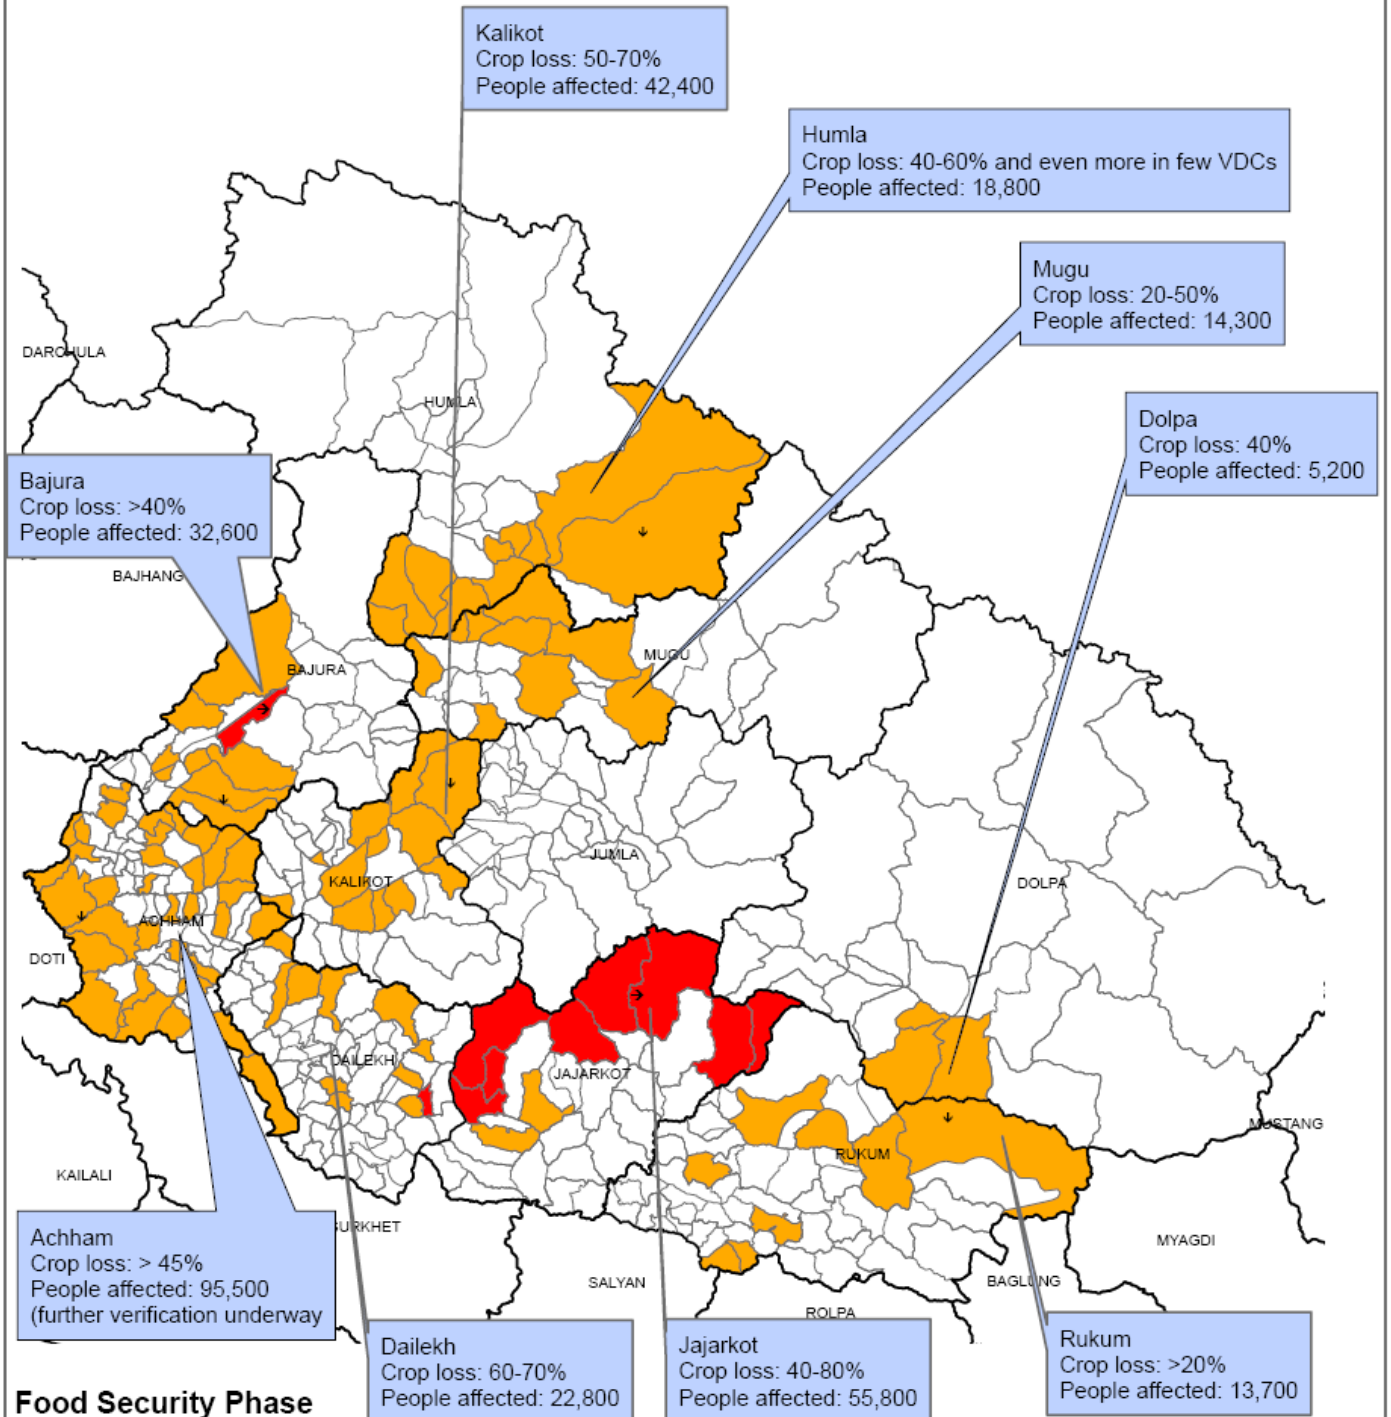 Kalikot
Crop loss: 50-70%
People affected: 42,400
Humla
Crop loss: 40-60% and even more in few VDCs
People affected: 18,800
Mugu
Crop loss: 20-50%
People affected: 14,300
DARCHULA
HUMLA
Dolpa
Crop loss: 40%
People affected: 5,200
Bajura
Crop loss: >40%
People affected: 32,600
BAJHANG
BAJURA
MUGU
JUMLA
KALIKOT
DOLPA
ACHHAM
DOTI
DAILEKH
JAJARKOT
MUSTANG
RUKUM
KAILALI
SURKHET
MYAGDI
SALYAN
BAGLUNG
ROLPA
Achham
Crop loss: > 45%
People affected: 95,500
(further verification underway
Dailekh
Crop loss: 60-70%
People affected: 22,800
Jajarkot
Crop loss: 40-80%
People affected: 55,800
Rukum
Crop loss: >20%
People affected: 13,700
Food Security Phase